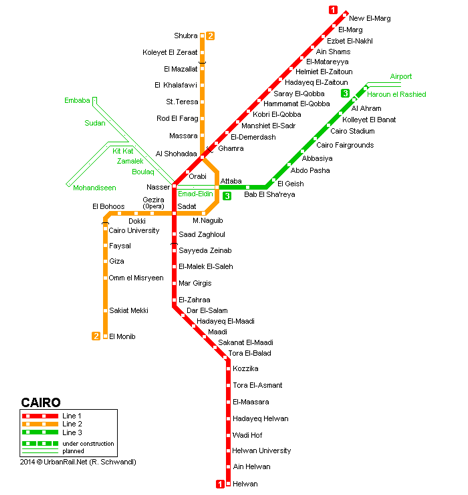 1
New El-Marg
El-Marg
Ezbet El-Nakhl
Ain Shams
El-Matareyya
Helmiet El-Zaitoun
Hadayeq El-Zaitoun
Saray El-Qobba
Hammamat El-Qobba
Kobri El-Qobba
Manshiet El-Sadr
El-Demerdash
Ghamra
Al Shohadaa
Orabi
Nasser
Sadat
Saad Zaghloul
Sayyeda Zeinab
El-Malek El-Saleh
Mar Girgis
El-Zahraa
Dar El-Salam
Hadayeq El-Maadi
Maadi
Sakanat El-Maadi
Tora El-Balad
Kozzika
Tora El-Asmant
El-Maasara
Hadayeq Helwan
Wadi Hof
Helwan University
Ain Helwan
1
Helwan
Shubra
2
Koleyet El Zeraat
El Mazallat
El Khalafawi
St.Teresa
Rod El Farag
Massara
M.Naguib
Gezira
(Opera)
Dokki
El Bohoos
Cairo University
Faysal
Giza
Omm el Misryeen
Sakiat Mekki
2
El Monib
Airport
3
Haroun el Rashied
Al Ahram
Kolleyet El Banat
Cairo Stadium
Cairo Fairgrounds
Abbasiya
Abdo Pasha
El Geish
Bab El Sha'reya
Attaba
3
Emad-Eldin
Embaba
Sudan
Kit Kat
Zamalek
Boulaq
Mohandiseen
CAIRO
Line 1
Line 2
Line 3
under construction
planned
2014 © UrbanRail.Net (R. Schwandl)